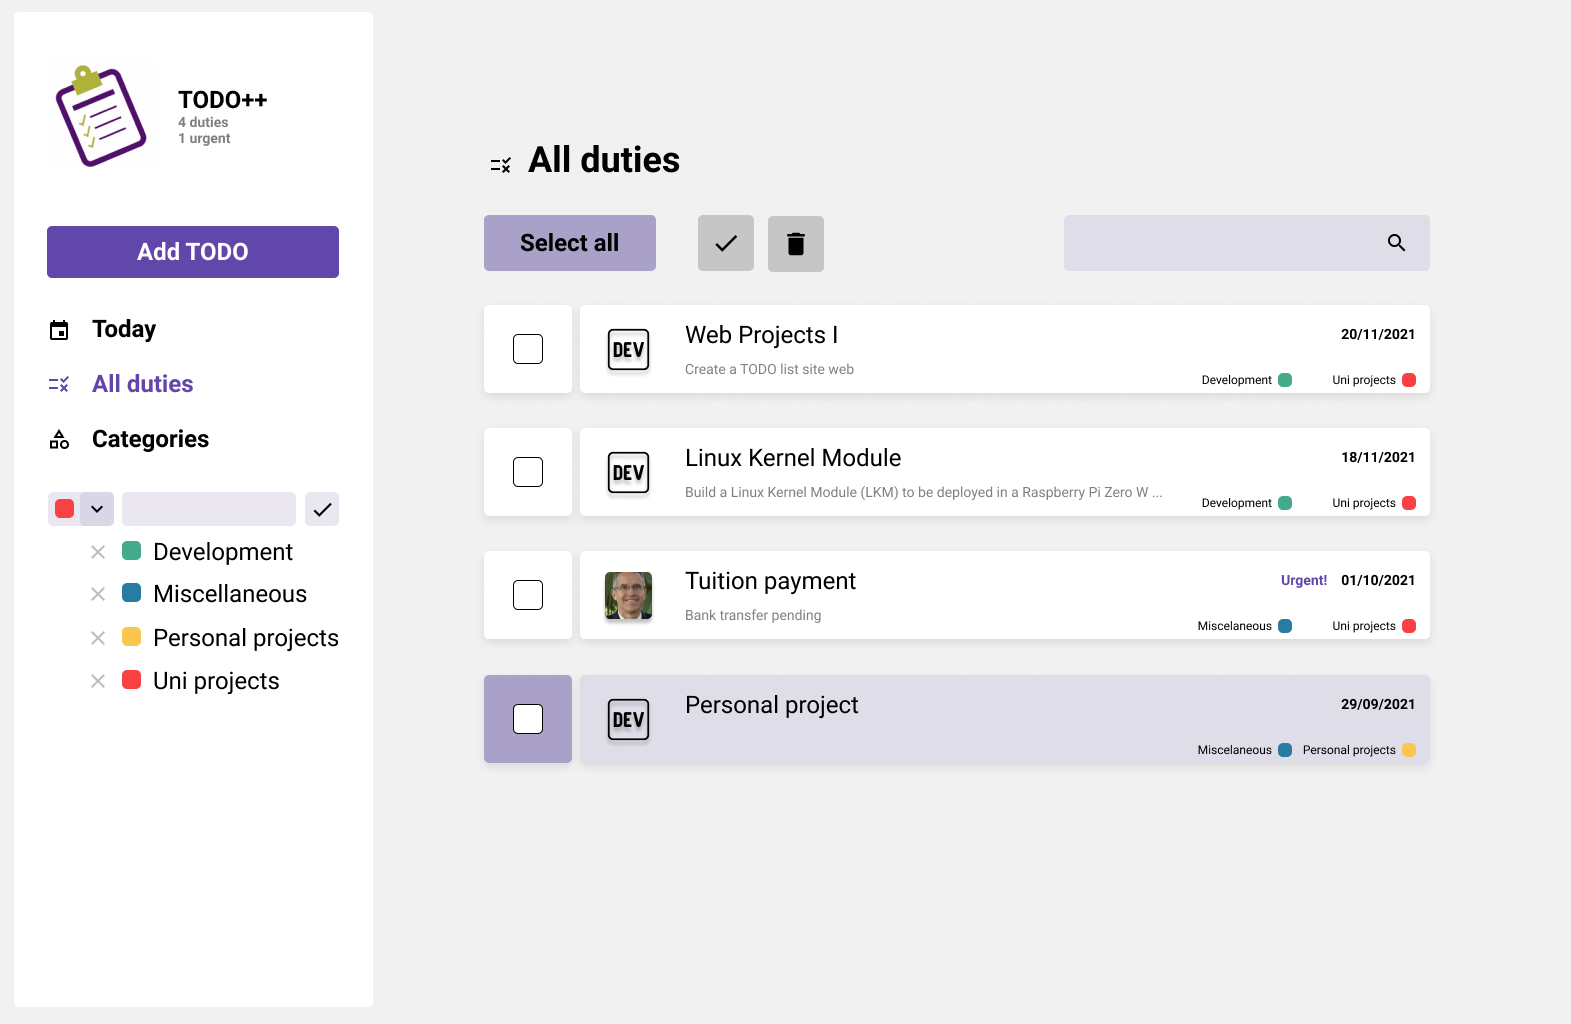 TODO++
4 duties
1 urgent
Add TODO
Today
All duties
Categories
Development
Miscellaneous
Personal projects
Uni projects
All duties
Select all
DEV
Web Projects I
20/11/2021
Create a TODO list site web
Development
Uni projects
DEV
Linux Kernel Module
18/11/2021
Build a Linux Kernel Module (LKM) to be deployed in a Raspberry Pi Zero W ...
Development
Uni projects
Tuition payment
Urgent! 01/10/2021
Bank transfer pending
Miscelaneous
Uni projects
DEV
Personal project
29/09/2021
Miscelaneous
Personal projects